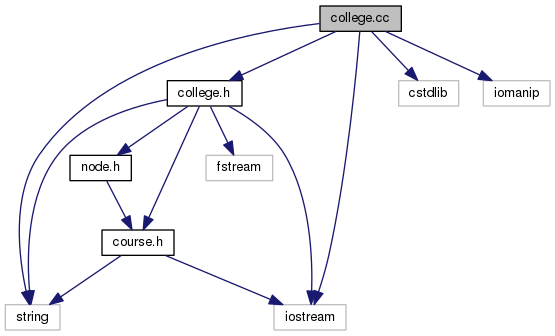 college.cc
college.h
cstdlib
iomanip
node.h
fstream
course.h
string
iostream